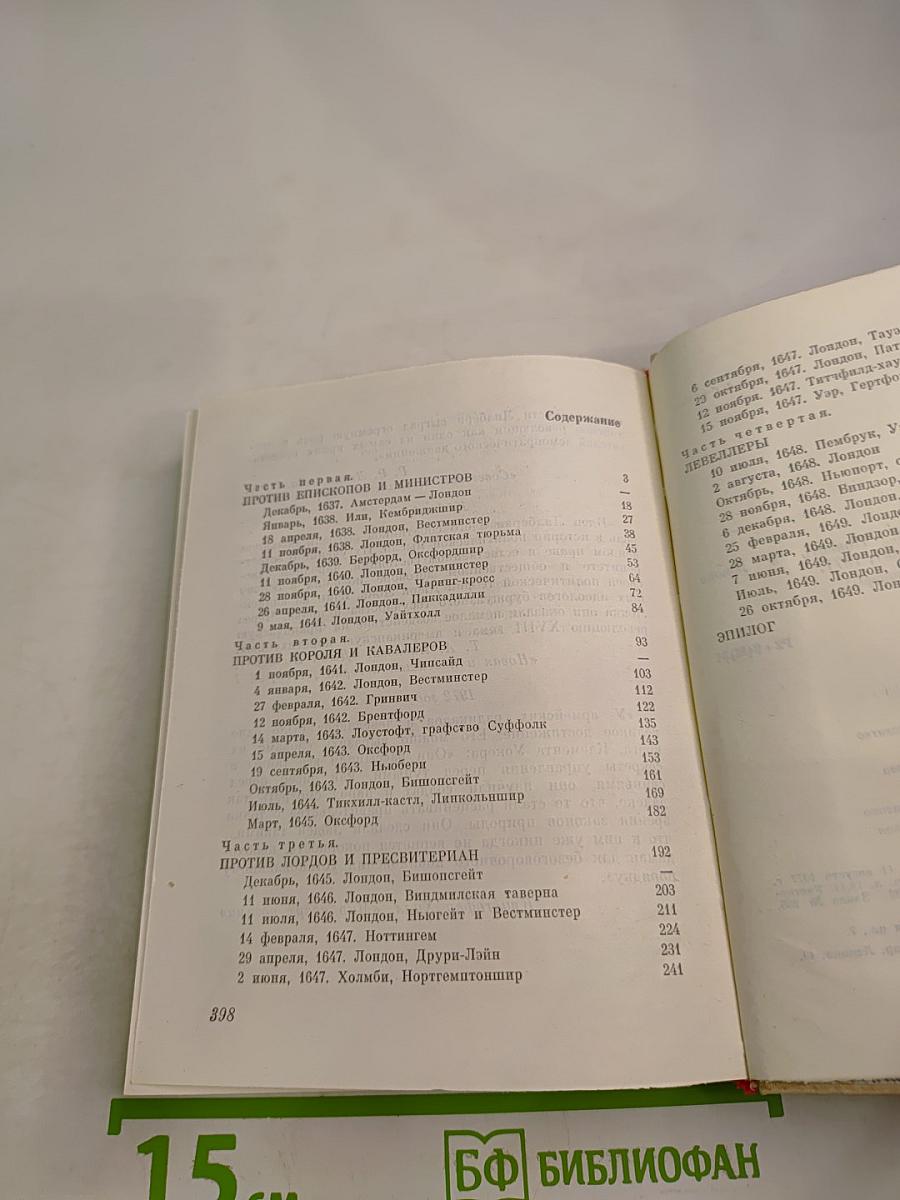 Содержание
Часть первая.
ПРОТИВ ЕПИСКОПОВ И МИНИСТРОВ 3
Декабрь, 1637. Амстердам — Лондон —
Январь, 1638. Или, Кембриджшир 18
18 апреля, 1638. Лондон, Вестминстер 27
11 ноября, 1638. Лондон, Флитская тюрьма 38
Декабрь, 1639. Берфорд, Оксфордшир 45
11 ноября, 1640. Лондон, Вестминстер 53
28 ноября, 1640. Лондон, Чаринг-кросс 64
26 апреля, 1641. Лондон., Пиккадилли 72
9 мая, 1641. Лондон, Уайтхолл 84
Часть вторая.
ПРОТИВ КОРОЛЯ И КАВАЛЕРОВ 93
1 ноября, 1641. Лондон, Чипсайд —
4 января, 1642. Лондон, Вестминстер 103
27 февраля, 1642. Гринвич 112
12 ноября, 1642. Брентфорд 122
14 марта, 1643. Лоустофт, графство Суффолк 135
15 апреля, 1643. Оксфорд 143
19 сентября, 1643. Ньюбери 153
Октябрь, 1643. Лондон, Бишопсгейт 161
Июль, 1644. Тикхилл-кастл, Линкольншир 169
Март, 1645. Оксфорд 182
Часть третья.
ПРОТИВ ЛОРДОВ И ПРЕСВИТЕРИАН 192
Декабрь, 1645. Лондон, Бишопсгейт —
11 июня, 1646. Лондон, Виндмилская таверна 203
11 июля, 1646. Лондон, Ньюгейт и Вестминстер 211
14 февраля, 1647. Ноттингем 224
29 апреля, 1647. Лондон, Друри-Лэйн 231
2 июня, 1647. Холмби, Нортгемптоншир 241
398
6 сентября, 1647. Лондон, Тауэ
29 октября, 1647. Лондон, Пат
12 ноября. 1647. Титчфилд-хау
15 ноября, 1647. Уэр, Гертфо
Часть четвертая.
ЛЕВЕЛЛЕРЫ
10 июля, 1648. Пембрук, У
2 августа, 1648. Лондон
Октябрь, 1648. Ньюпорт, о
28 ноября, 1648. Виндзор,
6 декабря, 1648. Лондон,
25 февраля, 1649. Лондо
28 марта, 1649. Лондон
7 июня, 1649. Лондон,
Июль, 1649. Лондон, С
26 октября, 1649. Лон
ЭПИЛОГ
15 см
БФ БИБЛИОФАН